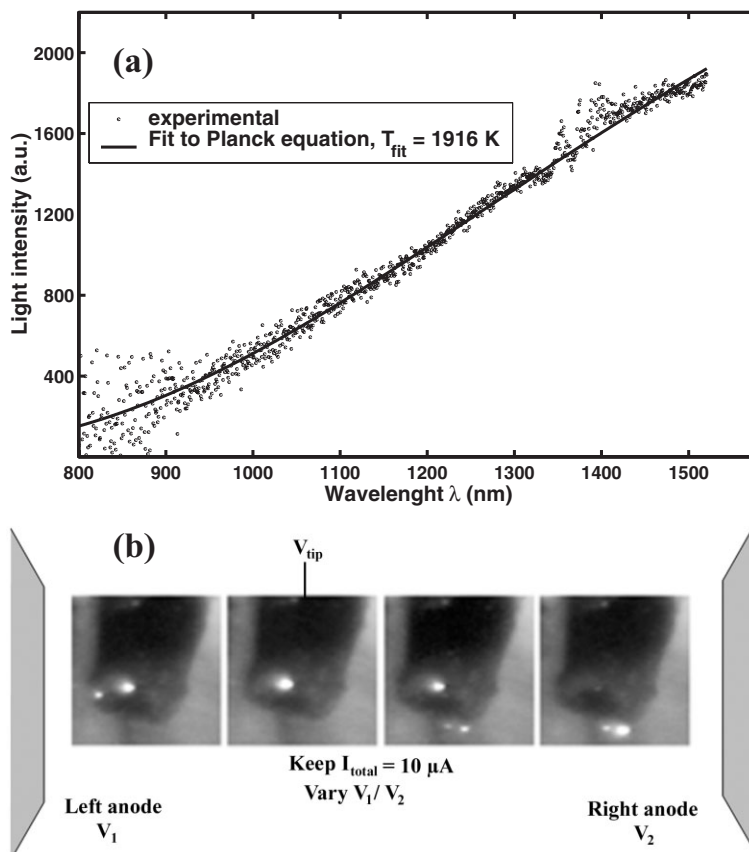 (a)
2000
1600
1200
800
400
Light intensity (a.u.)
experimental
Fit to Planck equation, T_fit = 1916 K
800 900 1000 1100 1200 1300 1400 1500
Wavelenght λ (nm)
(b)
V_tip
Keep I_total = 10 μA
Vary V_1/ V_2
Left anode
V_1
Right anode
V_2